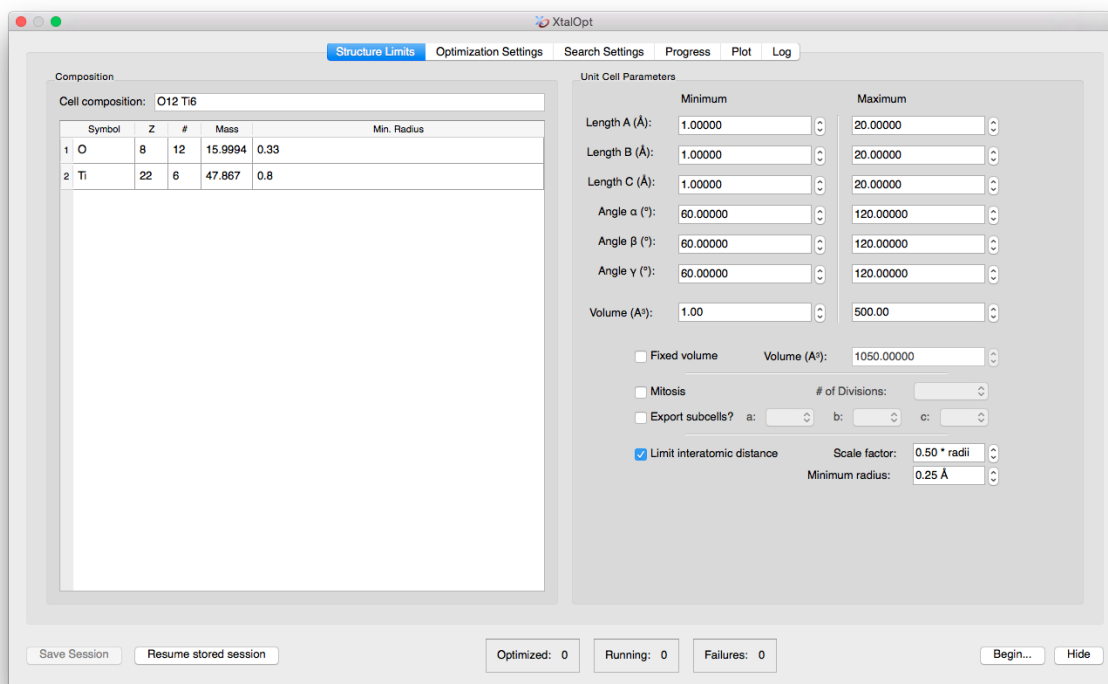 XtalOpt
Structure Limits Optimization Settings Search Settings Progress Plot Log
Composition
Cell composition: O12 Ti6
Symbol Z # Mass Min. Radius
1 O 8 12 15.9994 0.33
2 Ti 22 6 47.867 0.8
Unit Cell Parameters
Minimum Maximum
Length A (Å): 1.00000 20.00000
Length B (Å): 1.00000 20.00000
Length C (Å): 1.00000 20.00000
Angle α (°): 60.00000 120.00000
Angle β (°): 60.00000 120.00000
Angle γ (°): 60.00000 120.00000
Volume (A³): 1.00 500.00
Fixed volume Volume (A³): 1050.00000
Mitosis # of Divisions:
Export subcells? a: b: c:
Limit interatomic distance Scale factor: 0.50 * radii
Minimum radius: 0.25 Å
Save Session Resume stored session Optimized: 0 Running: 0 Failures: 0 Begin... Hide